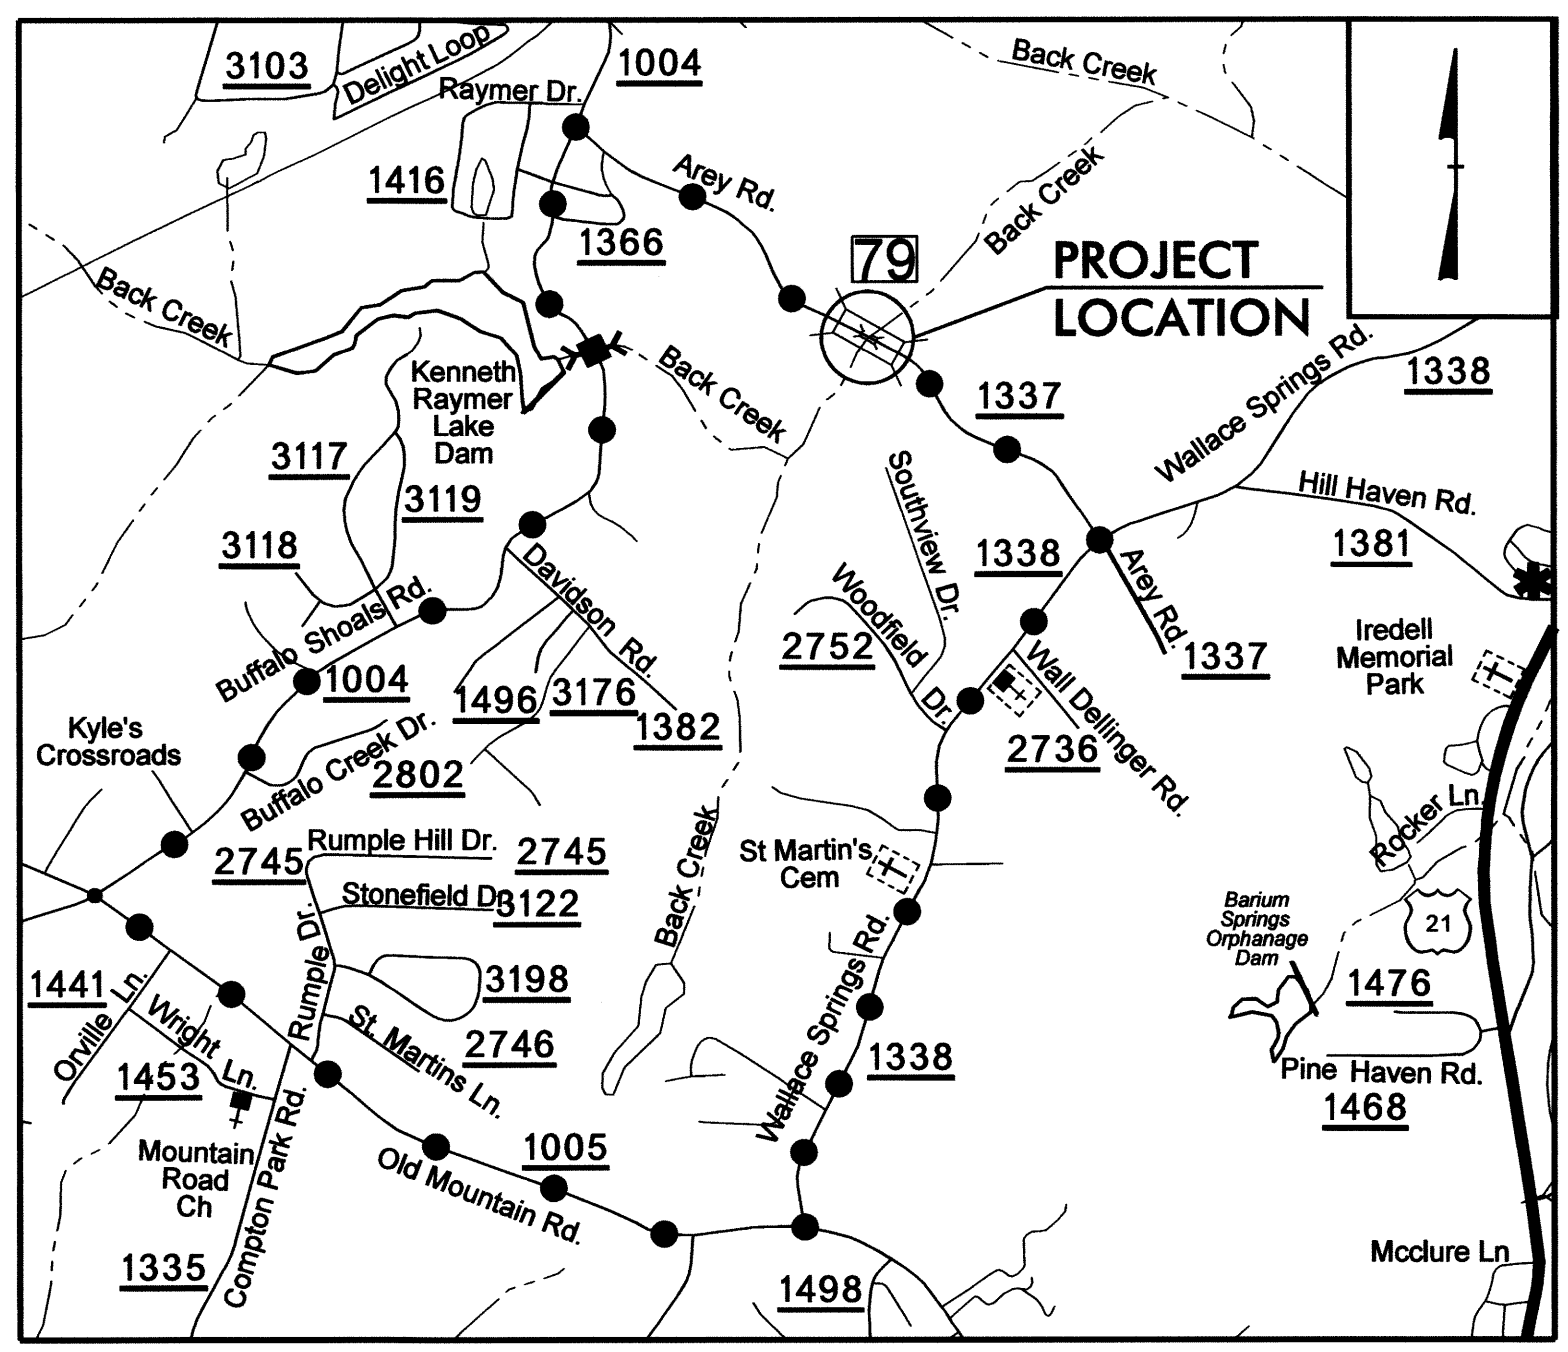 3103
Delight Loop
1004
Raymer Dr.
Back Creek
1416
Arey Rd.
Back Creek
1366
79
PROJECT
LOCATION
Back Creek
Back Creek
Kenneth
Raymer
Lake
Dam
Wallace Springs Rd.
1338
1337
3117
3119
Southview Dr.
Hill Haven Rd.
1381
3118
1338
Davidson Rd.
Woodfield Dr.
Arey Rd.
1337
2752
Buffalo Shoals Rd.
1004
Iredell
Memorial
Park
Wall Dellinger Rd.
1496
3176
1382
2736
Kyle's
Crossroads
Buffalo Creek Dr.
2802
Rocker Ln.
Rumple Hill Dr.
2745
2745
Back Creek
St Martin's
Cem
Stonefield Dr.
3122
Barium
Springs
Orphanage
Dam
21
Rumple Dr.
1441
Orville Ln.
3198
1476
Wright Ln.
St. Martins Ln.
2746
Wallace Springs Rd.
1338
1453
Pine Haven Rd.
1468
Mountain
Road
Ch
Compton Park Rd.
1005
Old Mountain Rd.
1335
1498
Mcclure Ln